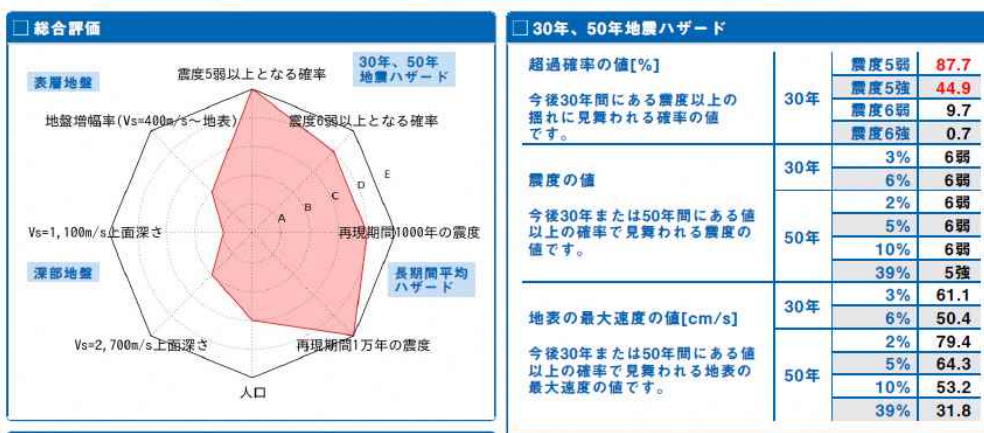 総合評価
表層地盤
30年、50年
地震ハザード
震度5弱以上となる確率
地盤増幅率(Vs=400m/s～地表)
震度6弱以上となる確率
E
D
C
B
A
Vs=1,100m/s上面深さ
再現期間1000年の震度
深部地盤
長期間平均
ハザード
Vs=2,700m/s上面深さ
再現期間1万年の震度
人口
30年、50年地震ハザード
超過確率の値[%]
今後30年間にある震度以上の
揺れに見舞われる確率の値
です。
30年
震度5弱 87.7
震度5強 44.9
震度6弱 9.7
震度6強 0.7
震度の値
今後30年または50年間にある値
以上の確率で見舞われる震度の
値です。
30年
3% 6弱
6% 6弱
50年
2% 6弱
5% 6弱
10% 6弱
39% 5強
地表の最大速度の値[cm/s]
今後30年または50年間にある値
以上の確率で見舞われる地表の
最大速度の値です。
30年
3% 61.1
6% 50.4
50年
2% 79.4
5% 64.3
10% 53.2
39% 31.8